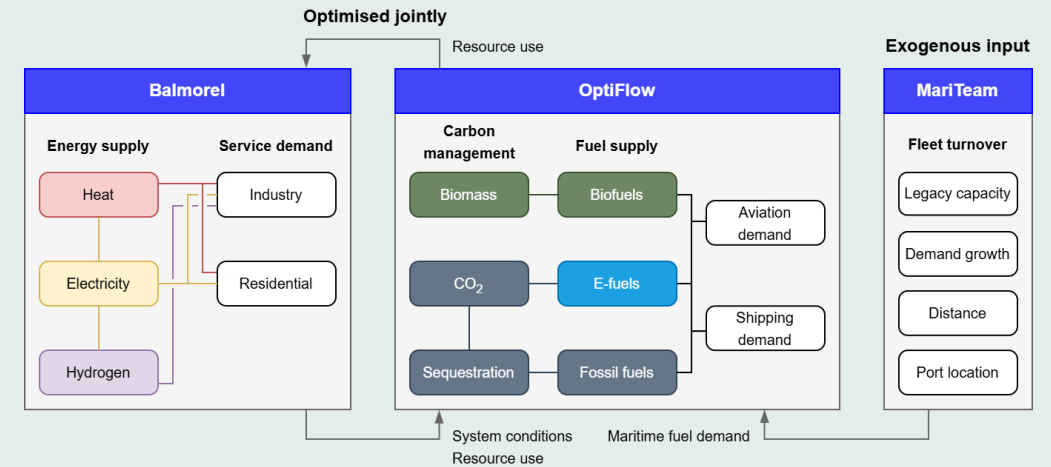 Optimised jointly
Resource use
Exogenous input
Balmorel
OptiFlow
MariTeam
Energy supply
Service demand
Carbon
management
Fuel supply
Fleet turnover
Heat
Industry
Biomass
Biofuels
Legacy capacity
Aviation
demand
Demand growth
Electricity
Residential
CO₂
E-fuels
Distance
Shipping
demand
Hydrogen
Sequestration
Fossil fuels
Port location
System conditions
Resource use
Maritime fuel demand